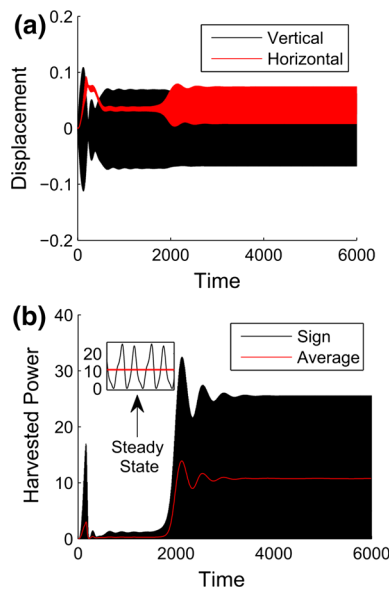 (a)
0.2
0.1
0
-0.1
-0.2
Displacement
Vertical
Horizontal
0 2000 4000 6000
Time
(b)
40
30
20
10
0
Harvested Power
Sign
Average
20
10
0
Steady
State
0 2000 4000 6000
Time